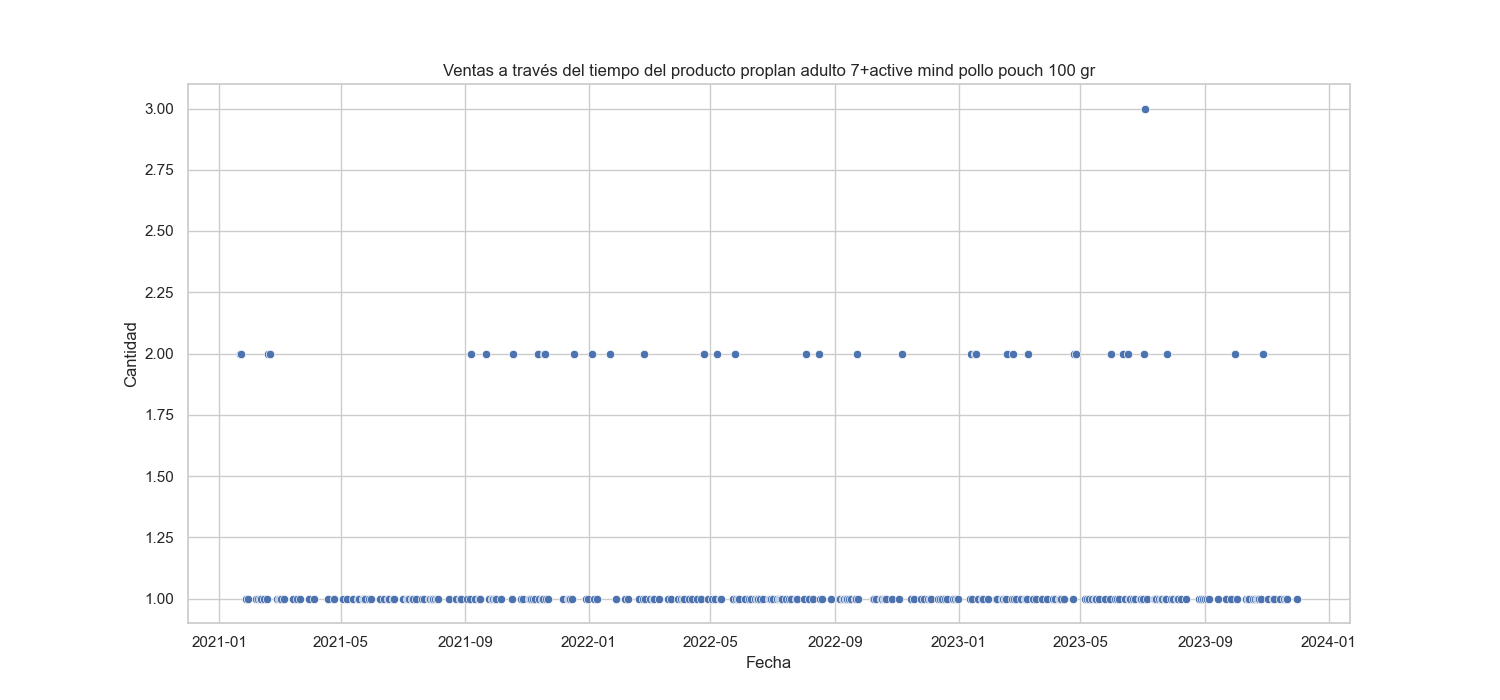 Ventas a través del tiempo del producto proplan adulto 7+active mind pollo pouch 100 gr
3.00
2.75
2.50
2.25
2.00
1.75
1.50
1.25
1.00
Cantidad
2021-01 2021-05 2021-09 2022-01 2022-05 2022-09 2023-01 2023-05 2023-09 2024-01
Fecha